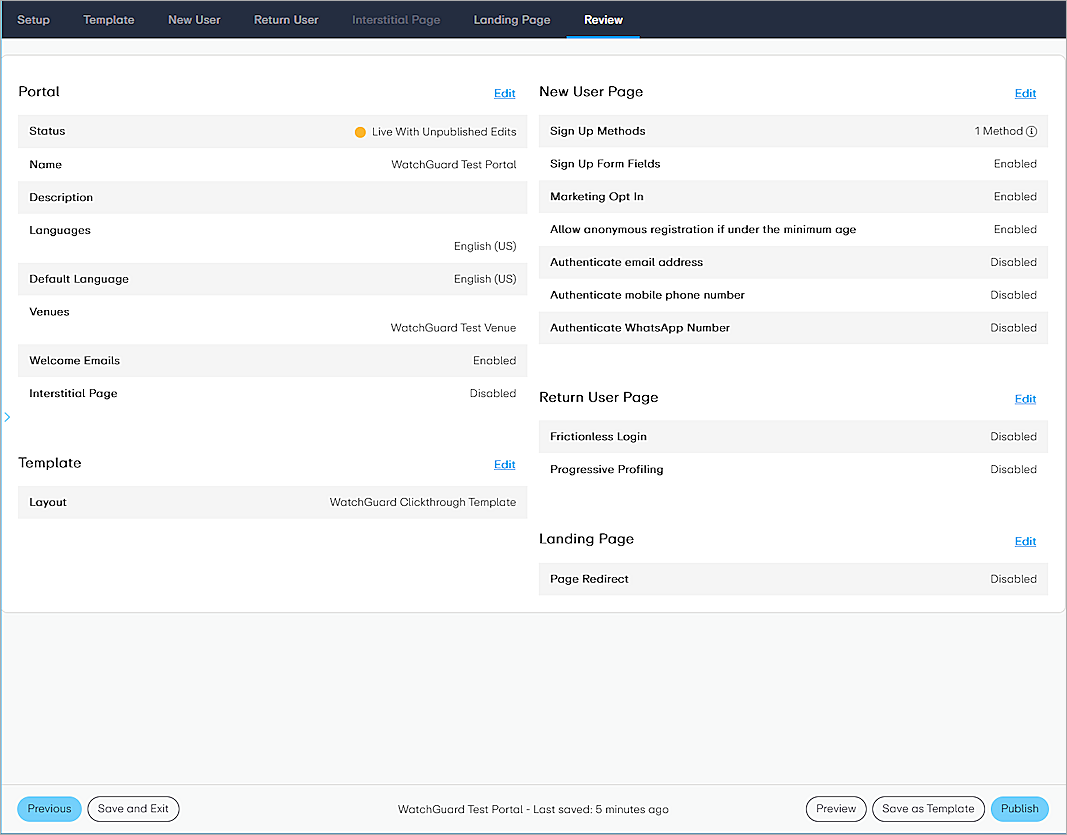 Setup Template New User Return User Interstitial Page Landing Page Review
Portal Edit
Status Live With Unpublished Edits
Name WatchGuard Test Portal
Description
Languages
English (US)
Default Language English (US)
Venues
WatchGuard Test Venue
Welcome Emails Enabled
Interstitial Page Disabled
Template Edit
Layout WatchGuard Clickthrough Template
New User Page Edit
Sign Up Methods 1 Method
Sign Up Form Fields Enabled
Marketing Opt In Enabled
Allow anonymous registration if under the minimum age Enabled
Authenticate email address Disabled
Authenticate mobile phone number Disabled
Authenticate WhatsApp Number Disabled
Return User Page Edit
Frictionless Login Disabled
Progressive Profiling Disabled
Landing Page Edit
Page Redirect Disabled
Previous Save and Exit WatchGuard Test Portal - Last saved: 5 minutes ago Preview Save as Template Publish